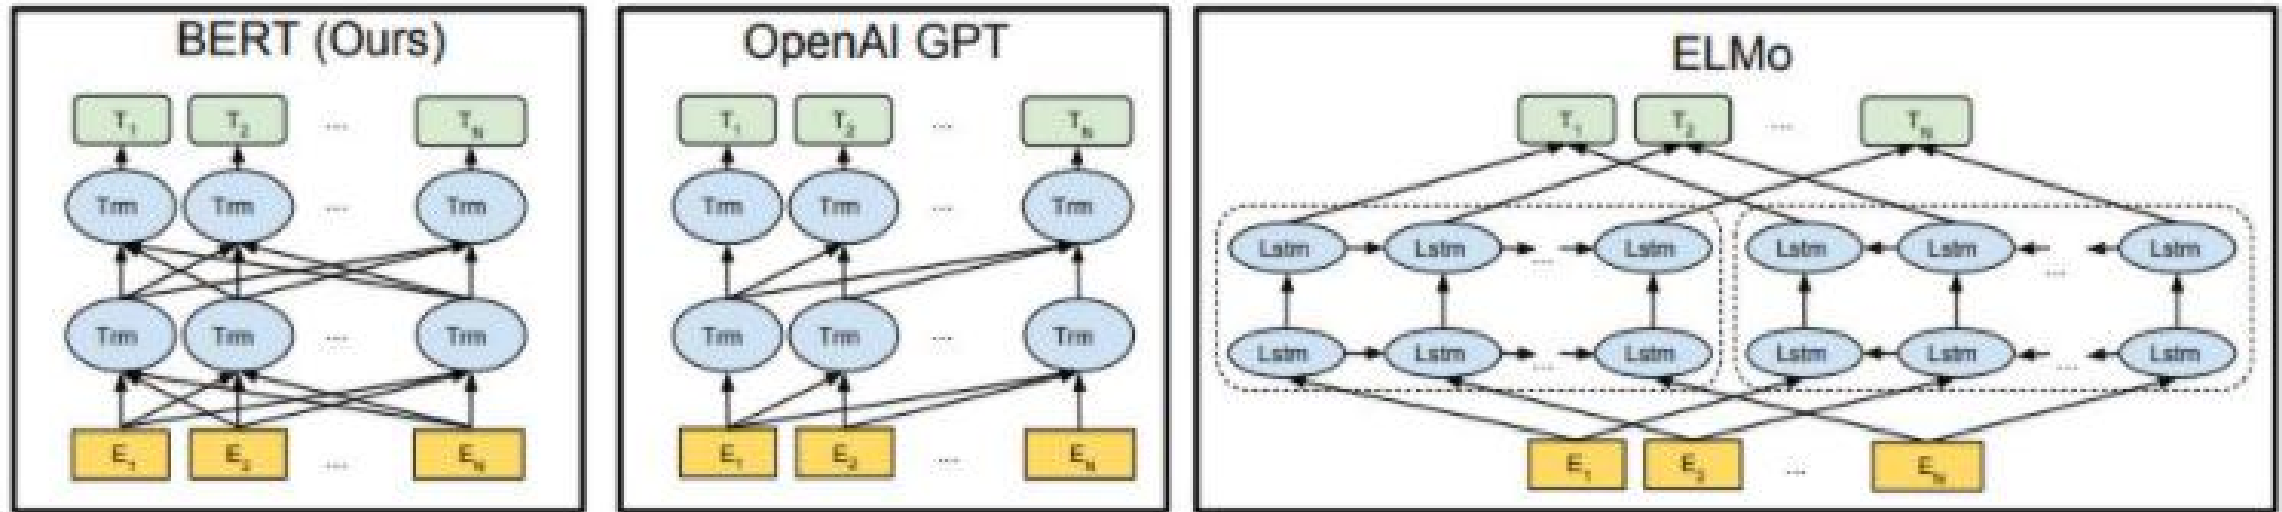 BERT (Ours)
T1 T2 ... TN
Trm Trm ... Trm
Trm Trm ... Trm
E1 E2 ... EN
OpenAI GPT
T1 T2 ... TN
Trm Trm ... Trm
Trm Trm ... Trm
E1 E2 ... EN
ELMo
T1 T2 ... TN
Lstm Lstm ... Lstm Lstm Lstm ... Lstm
Lstm Lstm ... Lstm Lstm Lstm ... Lstm
E1 E2 ... EN